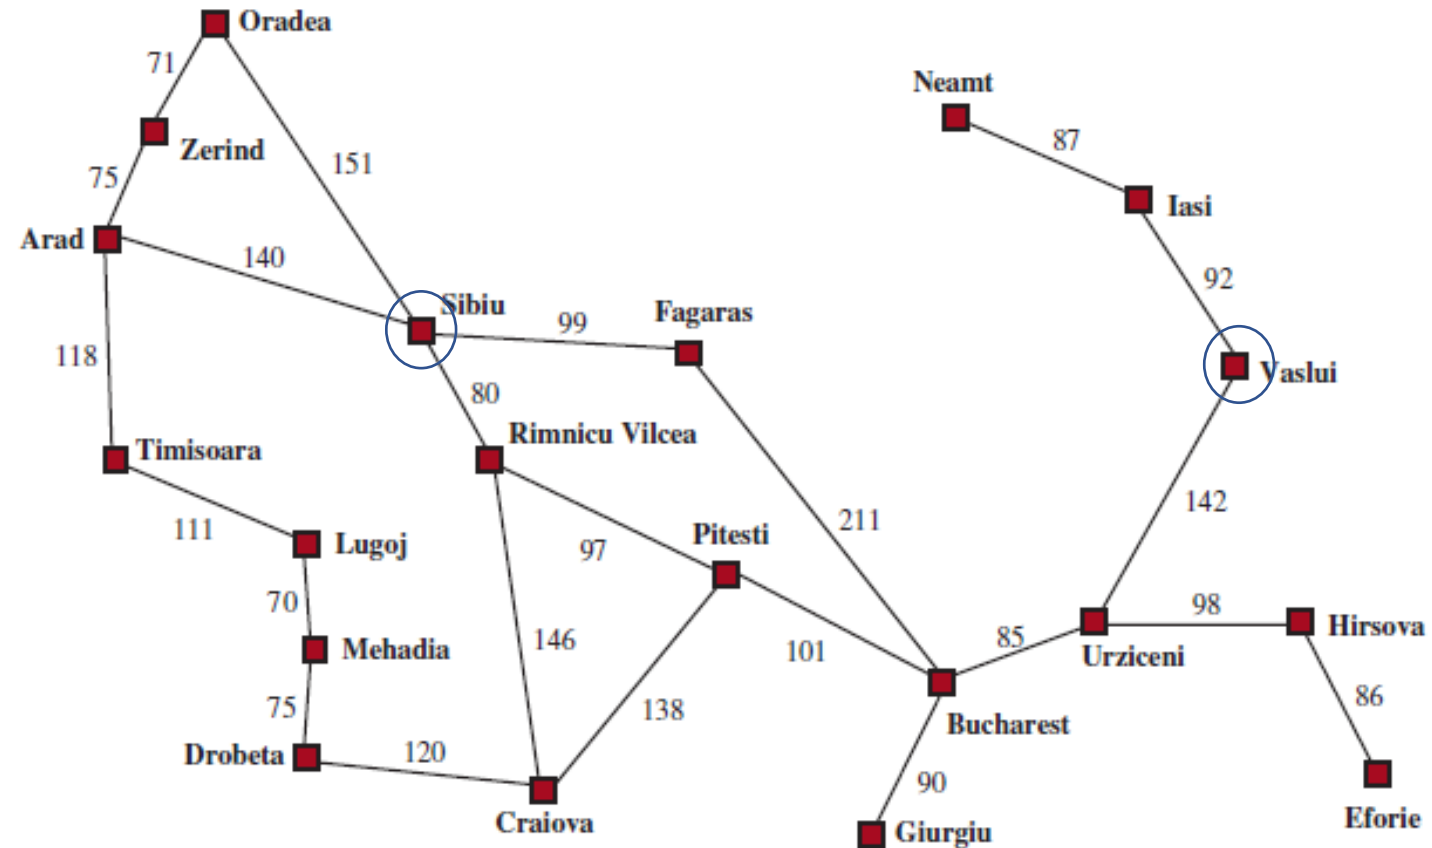 Oradea
71
Neamt
87
Zerind
151
75
Iasi
Arad
140
92
Sibiu
Fagaras
99
118
Vaslui
80
Rimnicu Vilcea
Timisoara
142
211
111
Pitesti
Lugoj
97
70
98
Hirsova
146
85
Mehadia
101
Urziceni
86
75
138
Bucharest
Drobeta
120
90
Craiova
Eforie
Giurgiu